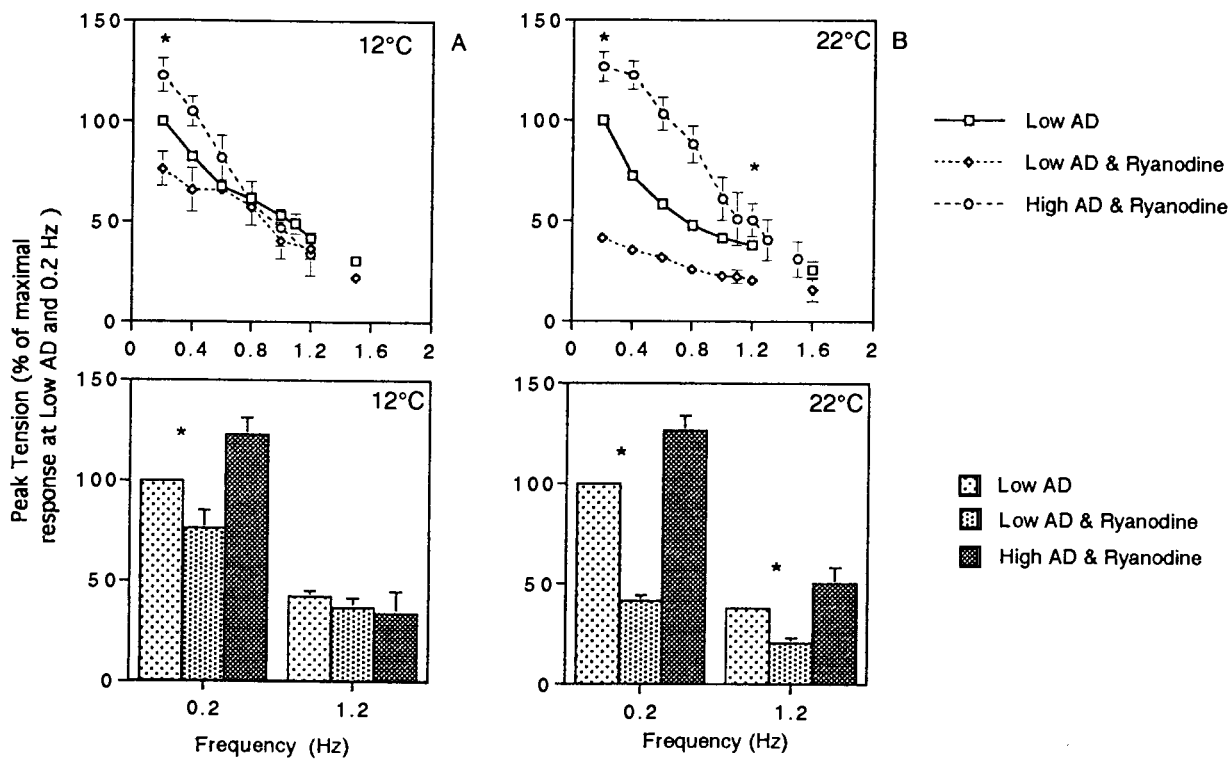 Peak Tension (% of maximal
response at Low AD and 0.2 Hz )
150
100
50
0
12°C
A
*
150
100
50
0
0 0.4 0.8 1.2 1.6 2
22°C
B
*
*
Low AD
Low AD & Ryanodine
High AD & Ryanodine
0 0.4 0.8 1.2 1.6 2
150
100
50
0
12°C
*
0.2 1.2
Frequency (Hz)
150
100
50
0
22°C
*
*
0.2 1.2
Frequency (Hz)
Low AD
Low AD & Ryanodine
High AD & Ryanodine